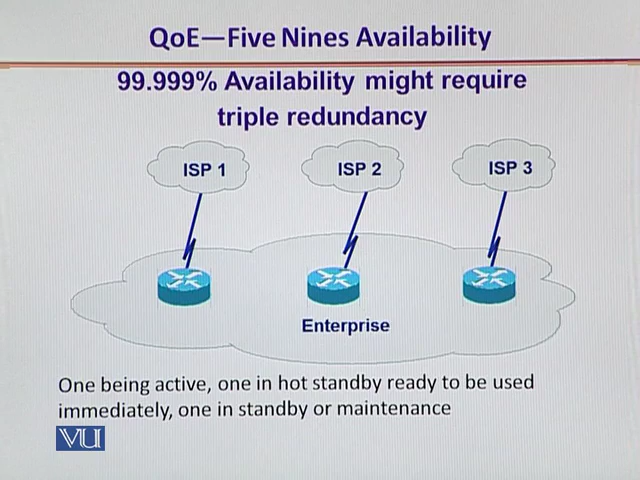 QoE—Five Nines Availability
99.999% Availability might require
triple redundancy
ISP 1
ISP 2
ISP 3
Enterprise
One being active, one in hot standby ready to be used
immediately, one in standby or maintenance
VU